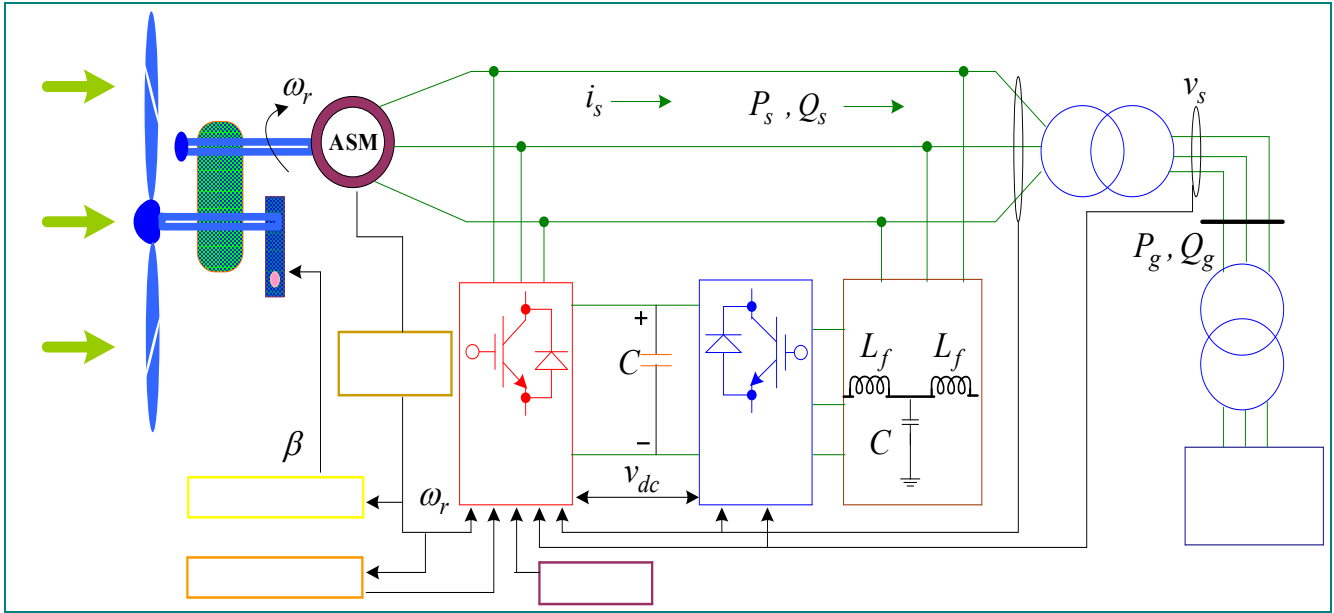 ω_r
ASM
i_s
P_s , Q_s
v_s
P_g , Q_g
+
C
−
L_f L_f
C
β
v_dc
ω_r